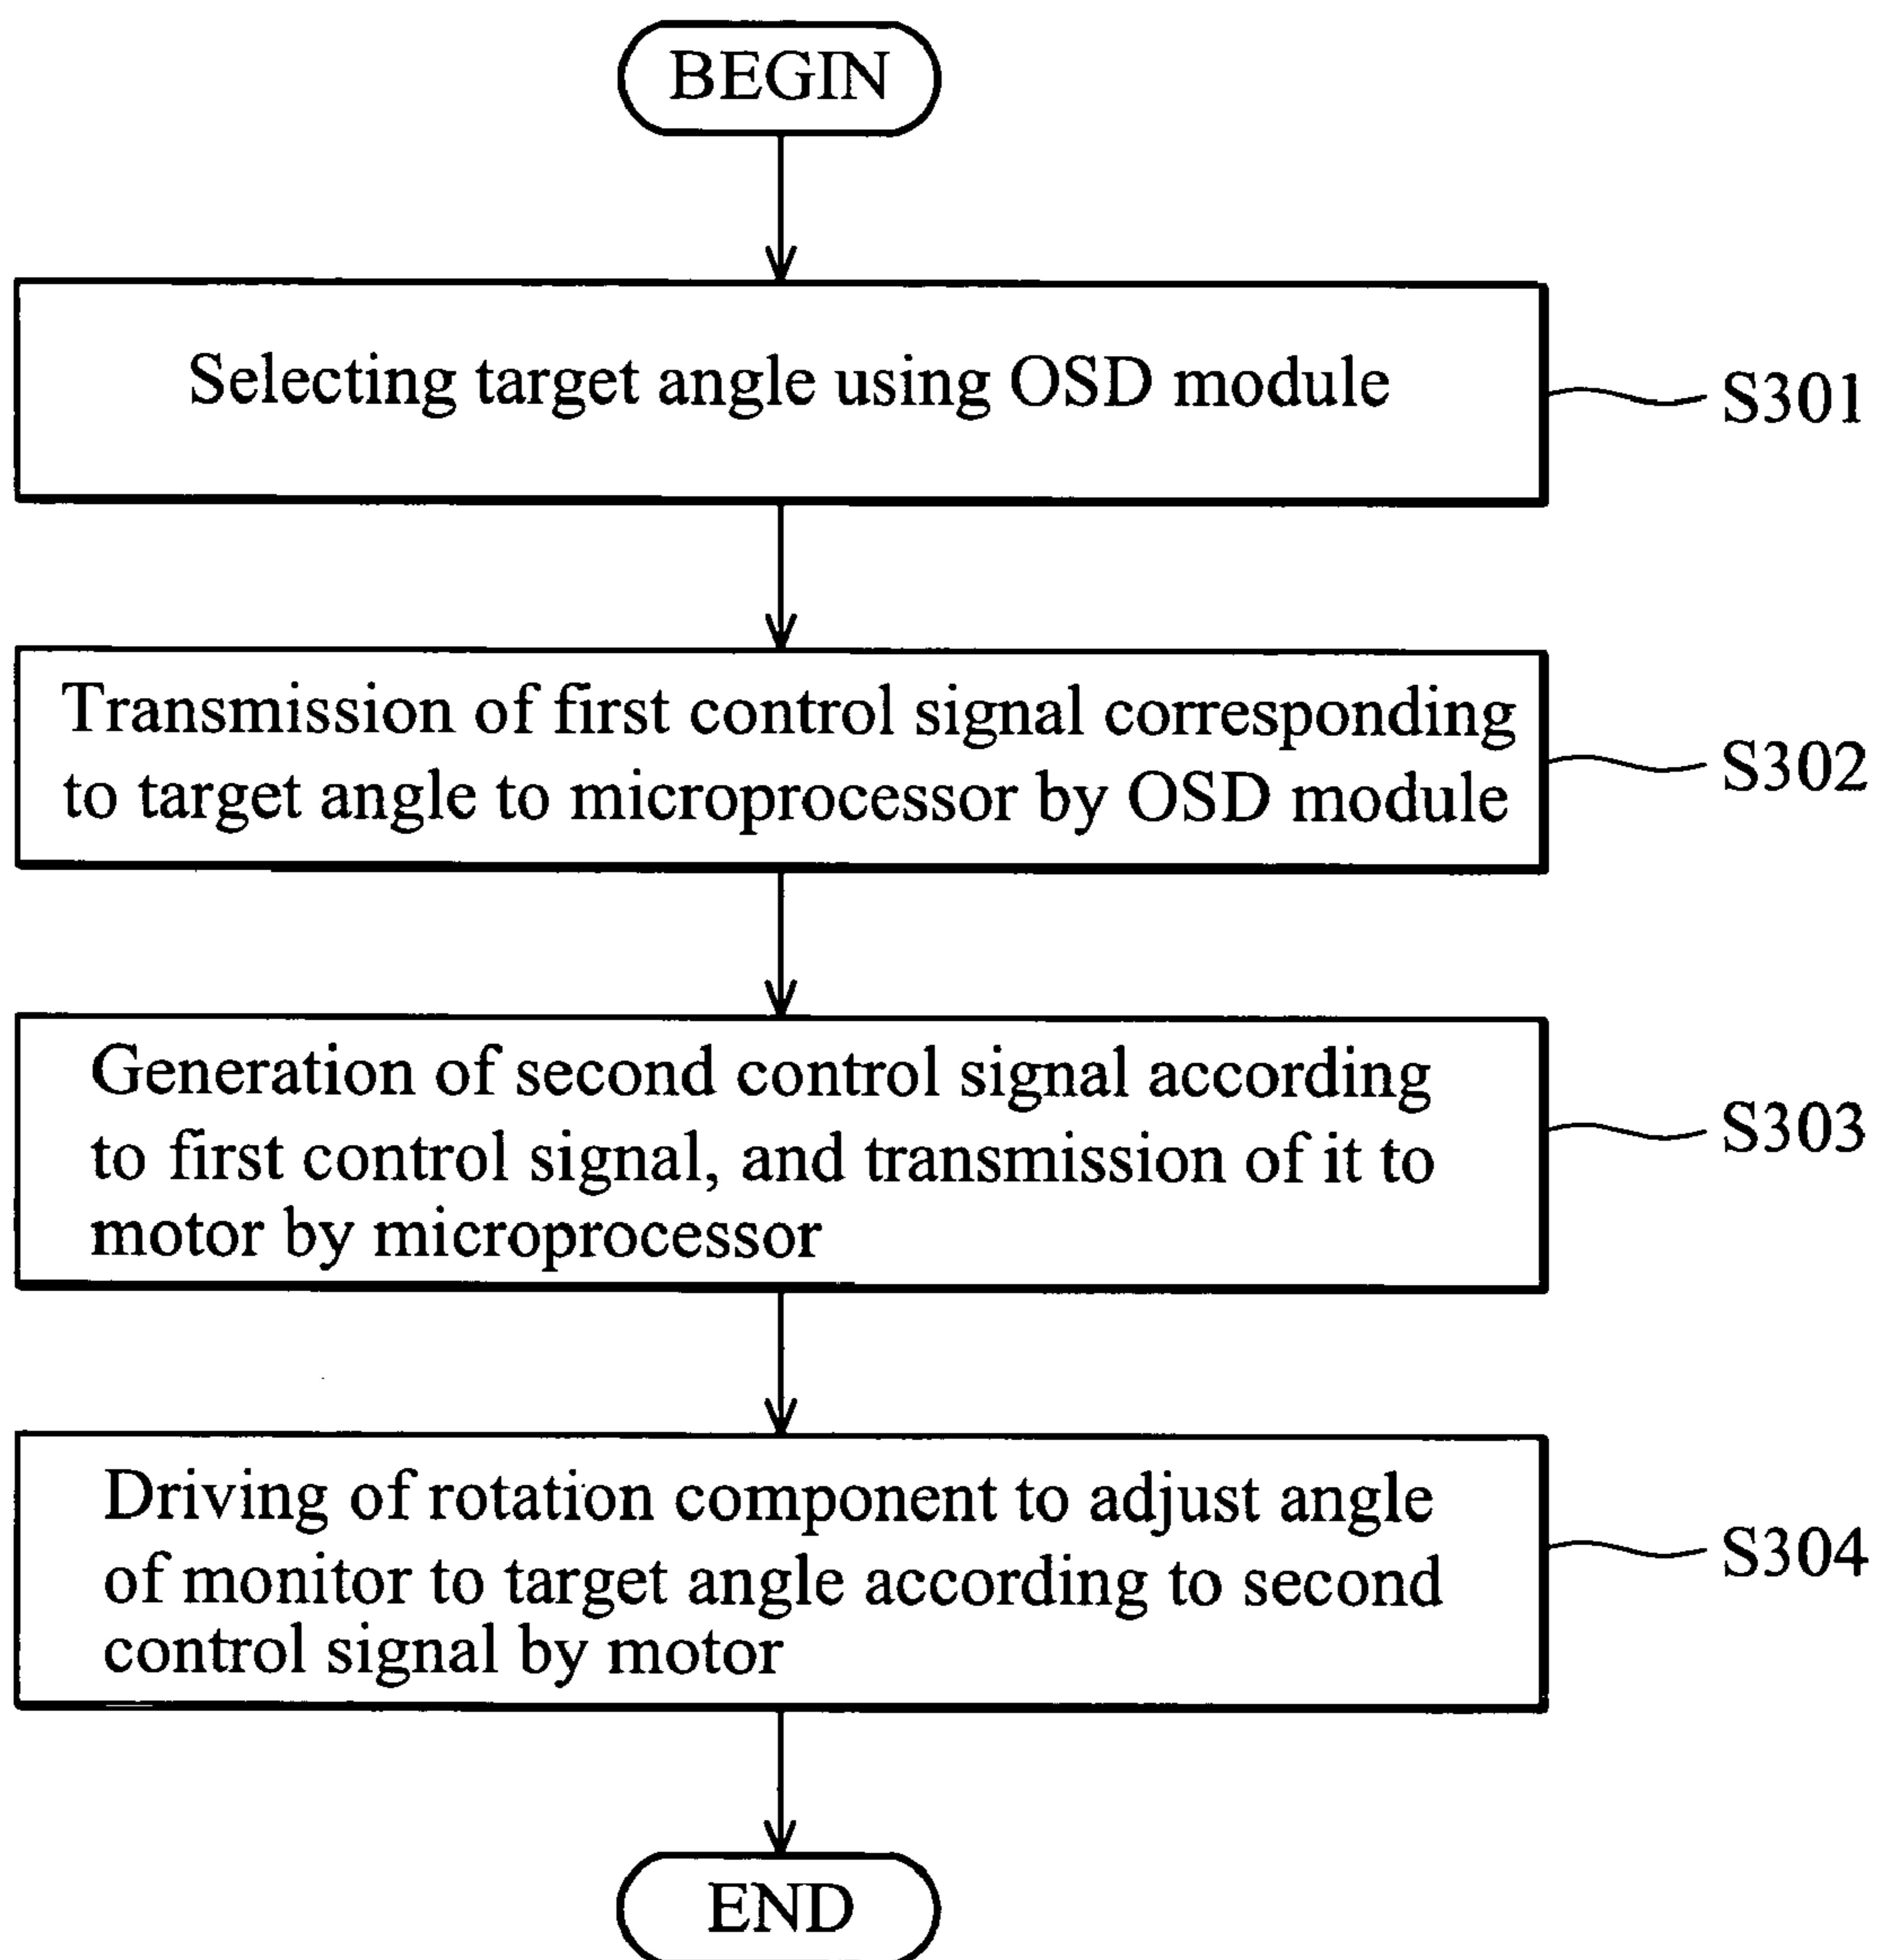 BEGIN
Selecting target angle using OSD module
S301
Transmission of first control signal corresponding
to target angle to microprocessor by OSD module
S302
Generation of second control signal according
to first control signal, and transmission of it to
motor by microprocessor
S303
Driving of rotation component to adjust angle
of monitor to target angle according to second
control signal by motor
S304
END